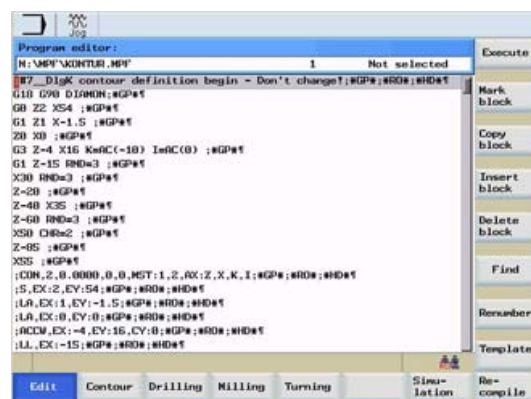 Jog
Program editor:
N:\MPF\KONTUR.MPF 1 Not selected
#7__DlgK contour definition begin - Don't change!;#GP#;#RO#;#HD#¶
G18 G90 DIAMON;#GP#¶
G0 Z2 X54 ;#GP#¶
G1 Z1 X-1.5 ;#GP#¶
Z0 X0 ;#GP#¶
G3 Z-4 X16 K=AC(-10) I=AC(0) ;#GP#¶
G1 Z-15 RND=3 ;#GP#¶
X30 RND=3 ;#GP#¶
Z-20 ;#GP#¶
Z-40 X35 ;#GP#¶
Z-60 RND=3 ;#GP#¶
X50 CHR=2 ;#GP#¶
Z-85 ;#GP#¶
X55 ;#GP#¶
;CON,2,0.0000,0,0,MST:1,2,AX:Z,X,K,I;#GP#;#RO#;#HD#¶
;S,EX:2,EY:54;#GP#;#RO#;#HD#¶
;LA,EX:1,EY:-1.5;#GP#;#RO#;#HD#¶
;LA,EX:0,EY:0;#GP#;#RO#;#HD#¶
;ACCW,EX:-4,EY:16,CY:0;#GP#;#RO#;#HD#¶
;LL,EX:-15;#GP#;#RO#;#HD#¶
Execute
Mark
block
Copy
block
Insert
block
Delete
block
Find
Renumber
Template
Edit Contour Drilling Milling Turning Simu-
lation Re-
compile